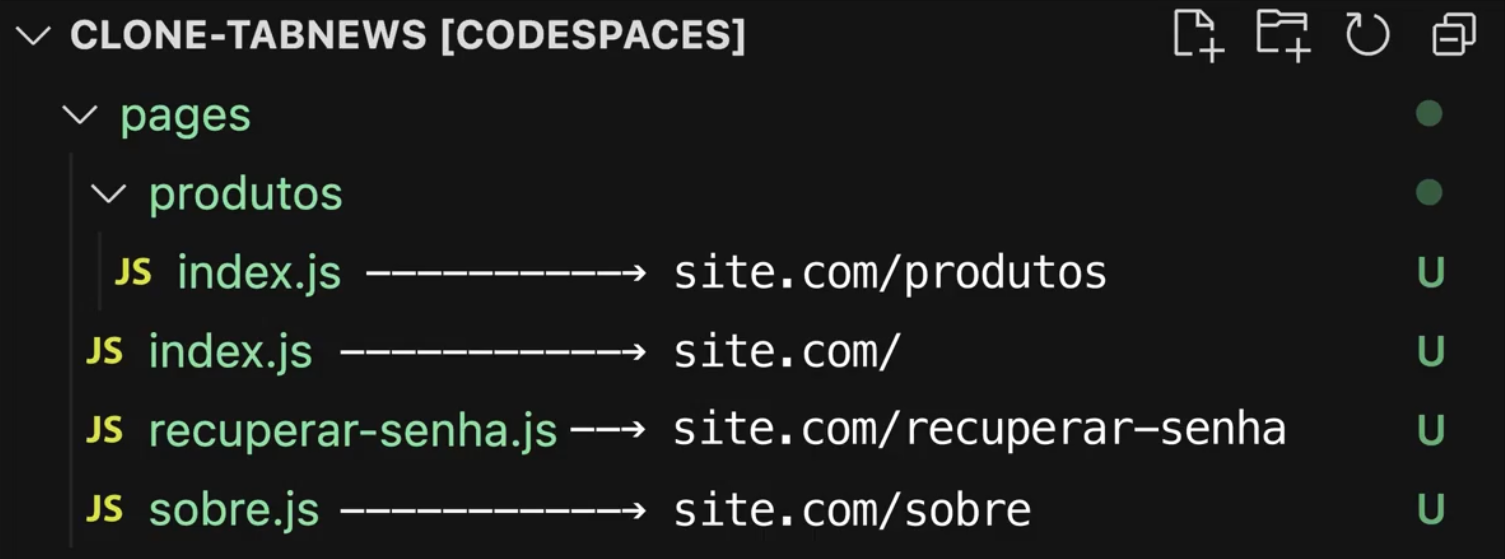 CLONE-TABNEWS [CODESPACES]
pages
produtos
JS index.js ———————————→ site.com/produtos U
JS index.js ————————————→ site.com/ U
JS recuperar-senha.js ——→ site.com/recuperar-senha U
JS sobre.js ————————————→ site.com/sobre U